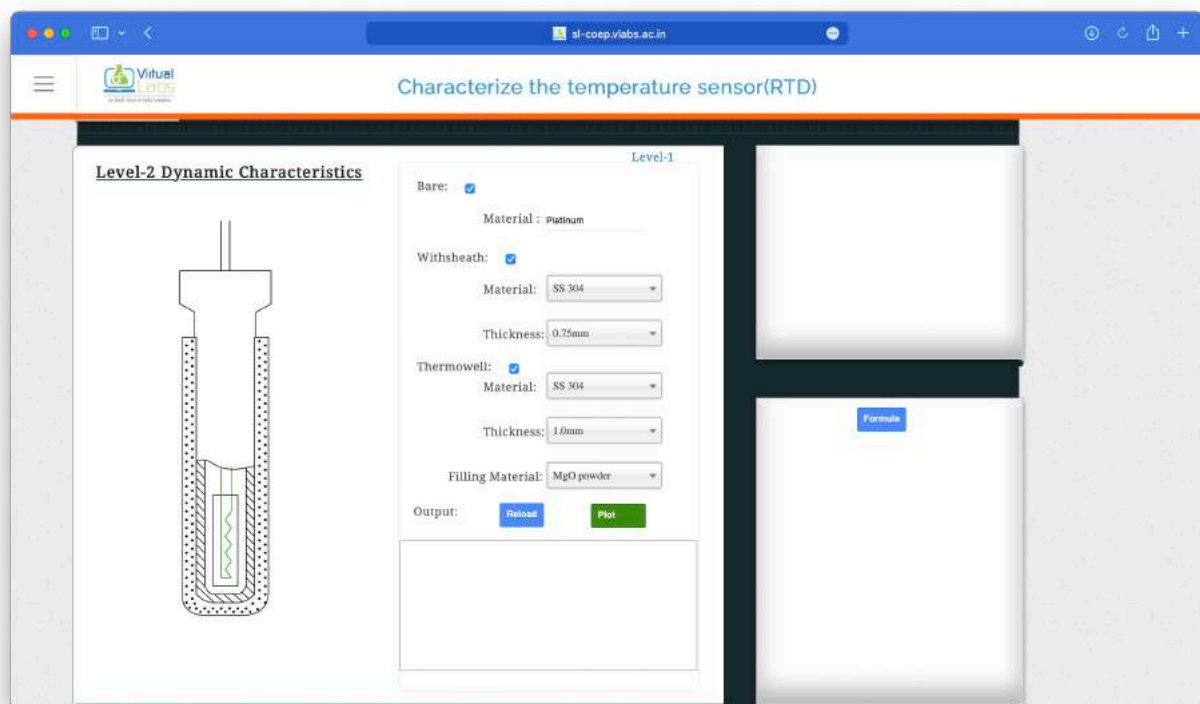 sl-coep.vlabs.ac.in
Virtual
Labs
Characterize the temperature sensor(RTD)
Level-1
Level-2 Dynamic Characteristics
Bare:
Material : Platinum
Withsheath:
Material: SS 304
Thickness: 0.75mm
Thermowell:
Material: SS 304
Thickness: 1.0mm
Filling Material: MgO powder
Output: Reload Plot
Formula